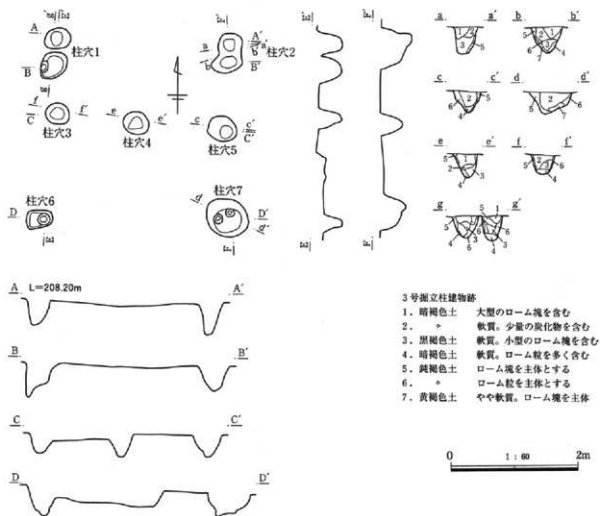 A A'
柱穴1
B
a a'
b
柱穴2
B'
f f'
C
柱穴3
e e'
柱穴4
c c'
C'
柱穴5
D
柱穴6
柱穴7
D'
d
d'
A L=208.20m A'
B B'
C C'
D D'
a a' b b'
c c' d d'
e e' f f'
g g'
3号掘立柱建物跡
1. 暗褐色土 大型のローム塊を含む
2. 〃 軟質。少量の炭化物を含む
3. 黒褐色土 軟質。小型のローム塊を含む
4. 暗褐色土 軟質。ローム粒を多く含む
5. 鈍褐色土 ローム塊を主体とする
6. 〃 ローム粒を主体とする
7. 黄褐色土 やや軟質。ローム塊を主体
0 1:60 2m